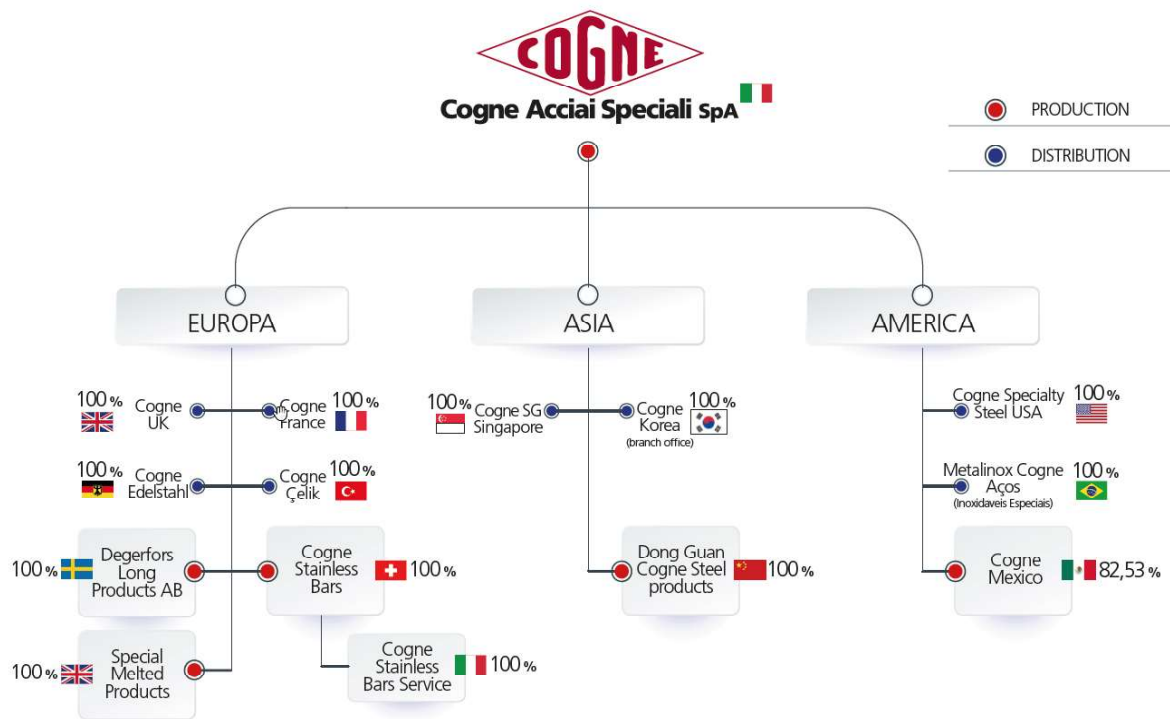 COGNE
Cogne Acciai Speciali SpA
PRODUCTION
DISTRIBUTION
EUROPA
ASIA
AMERICA
100 %
Cogne
UK
Cogne
France
100 %
100 %
Cogne
Edelstahl
Cogne
Çelik
100 %
100 %
Degerfors
Long
Products AB
Cogne
Stainless
Bars
100 %
100 %
Special
Melted
Products
Cogne
Stainless
Bars Service
100 %
100 %
Cogne SG
Singapore
Cogne
Korea
(branch office)
100 %
Dong Guan
Cogne Steel
products
100 %
Cogne Specialty
Steel USA
100 %
Metalinox Cogne
Aços
(Inoxidaveis Especiais)
100 %
Cogne
Mexico
82,53 %